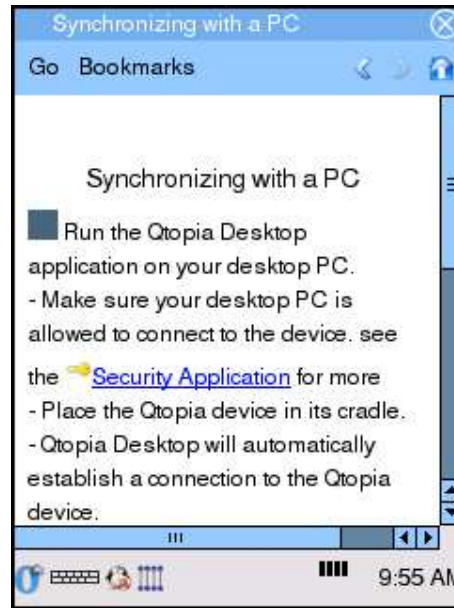 Synchronizing with a PC
Go Bookmarks
Synchronizing with a PC
Run the Qtopia Desktop
application on your desktop PC.
- Make sure your desktop PC is
allowed to connect to the device. see
the Security Application for more
- Place the Qtopia device in its cradle.
- Qtopia Desktop will automatically
establish a connection to the Qtopia
device.
9:55 AM